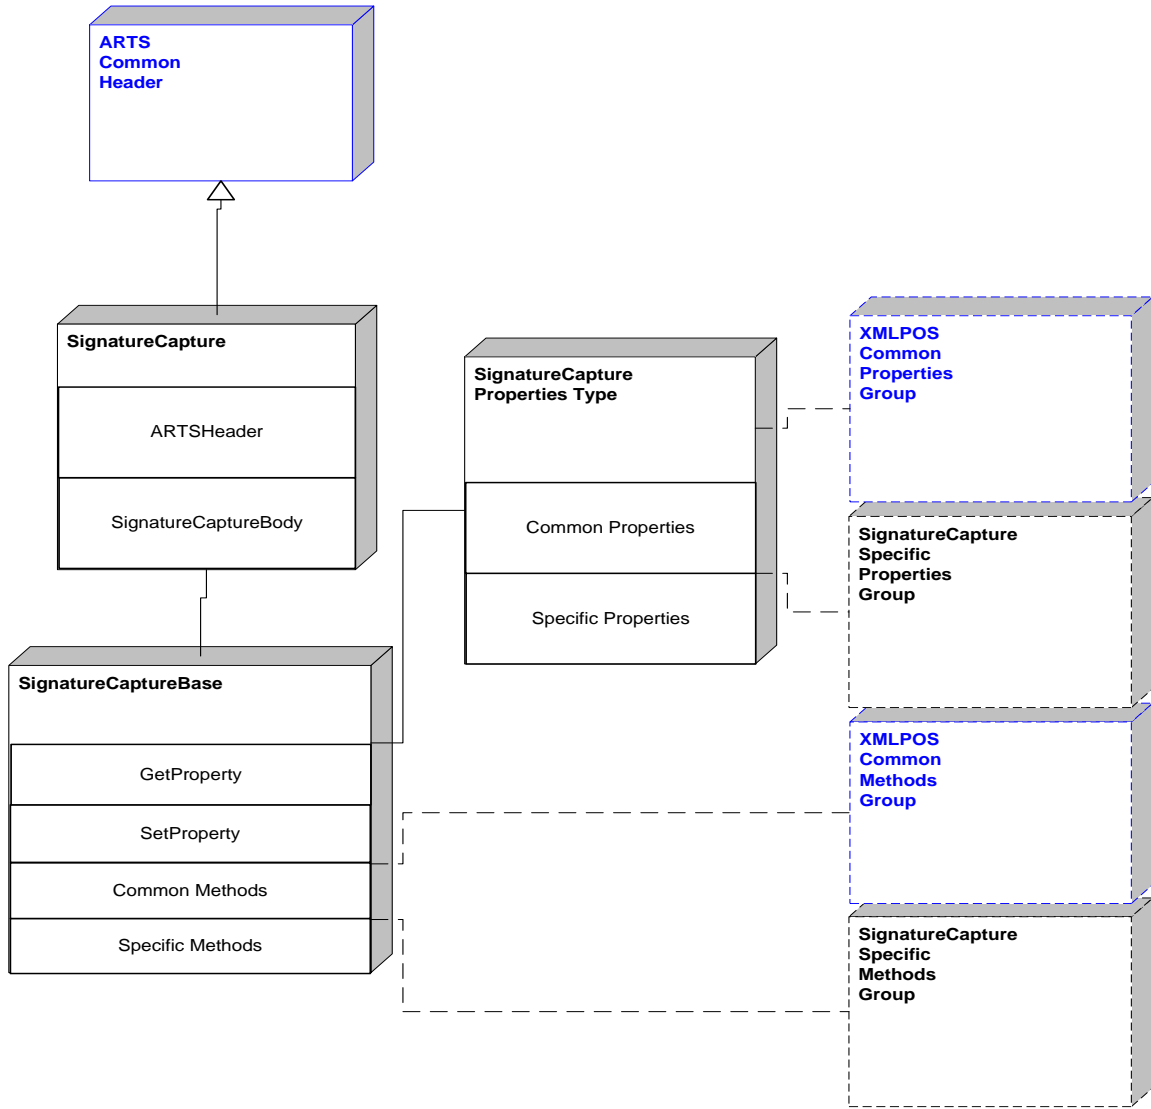 ARTS
Common
Header
SignatureCapture
ARTSHeader
SignatureCaptureBody
SignatureCaptureBase
GetProperty
SetProperty
Common Methods
Specific Methods
SignatureCapture
Properties Type
Common Properties
Specific Properties
XMLPOS
Common
Properties
Group
SignatureCapture
Specific
Properties
Group
XMLPOS
Common
Methods
Group
SignatureCapture
Specific
Methods
Group